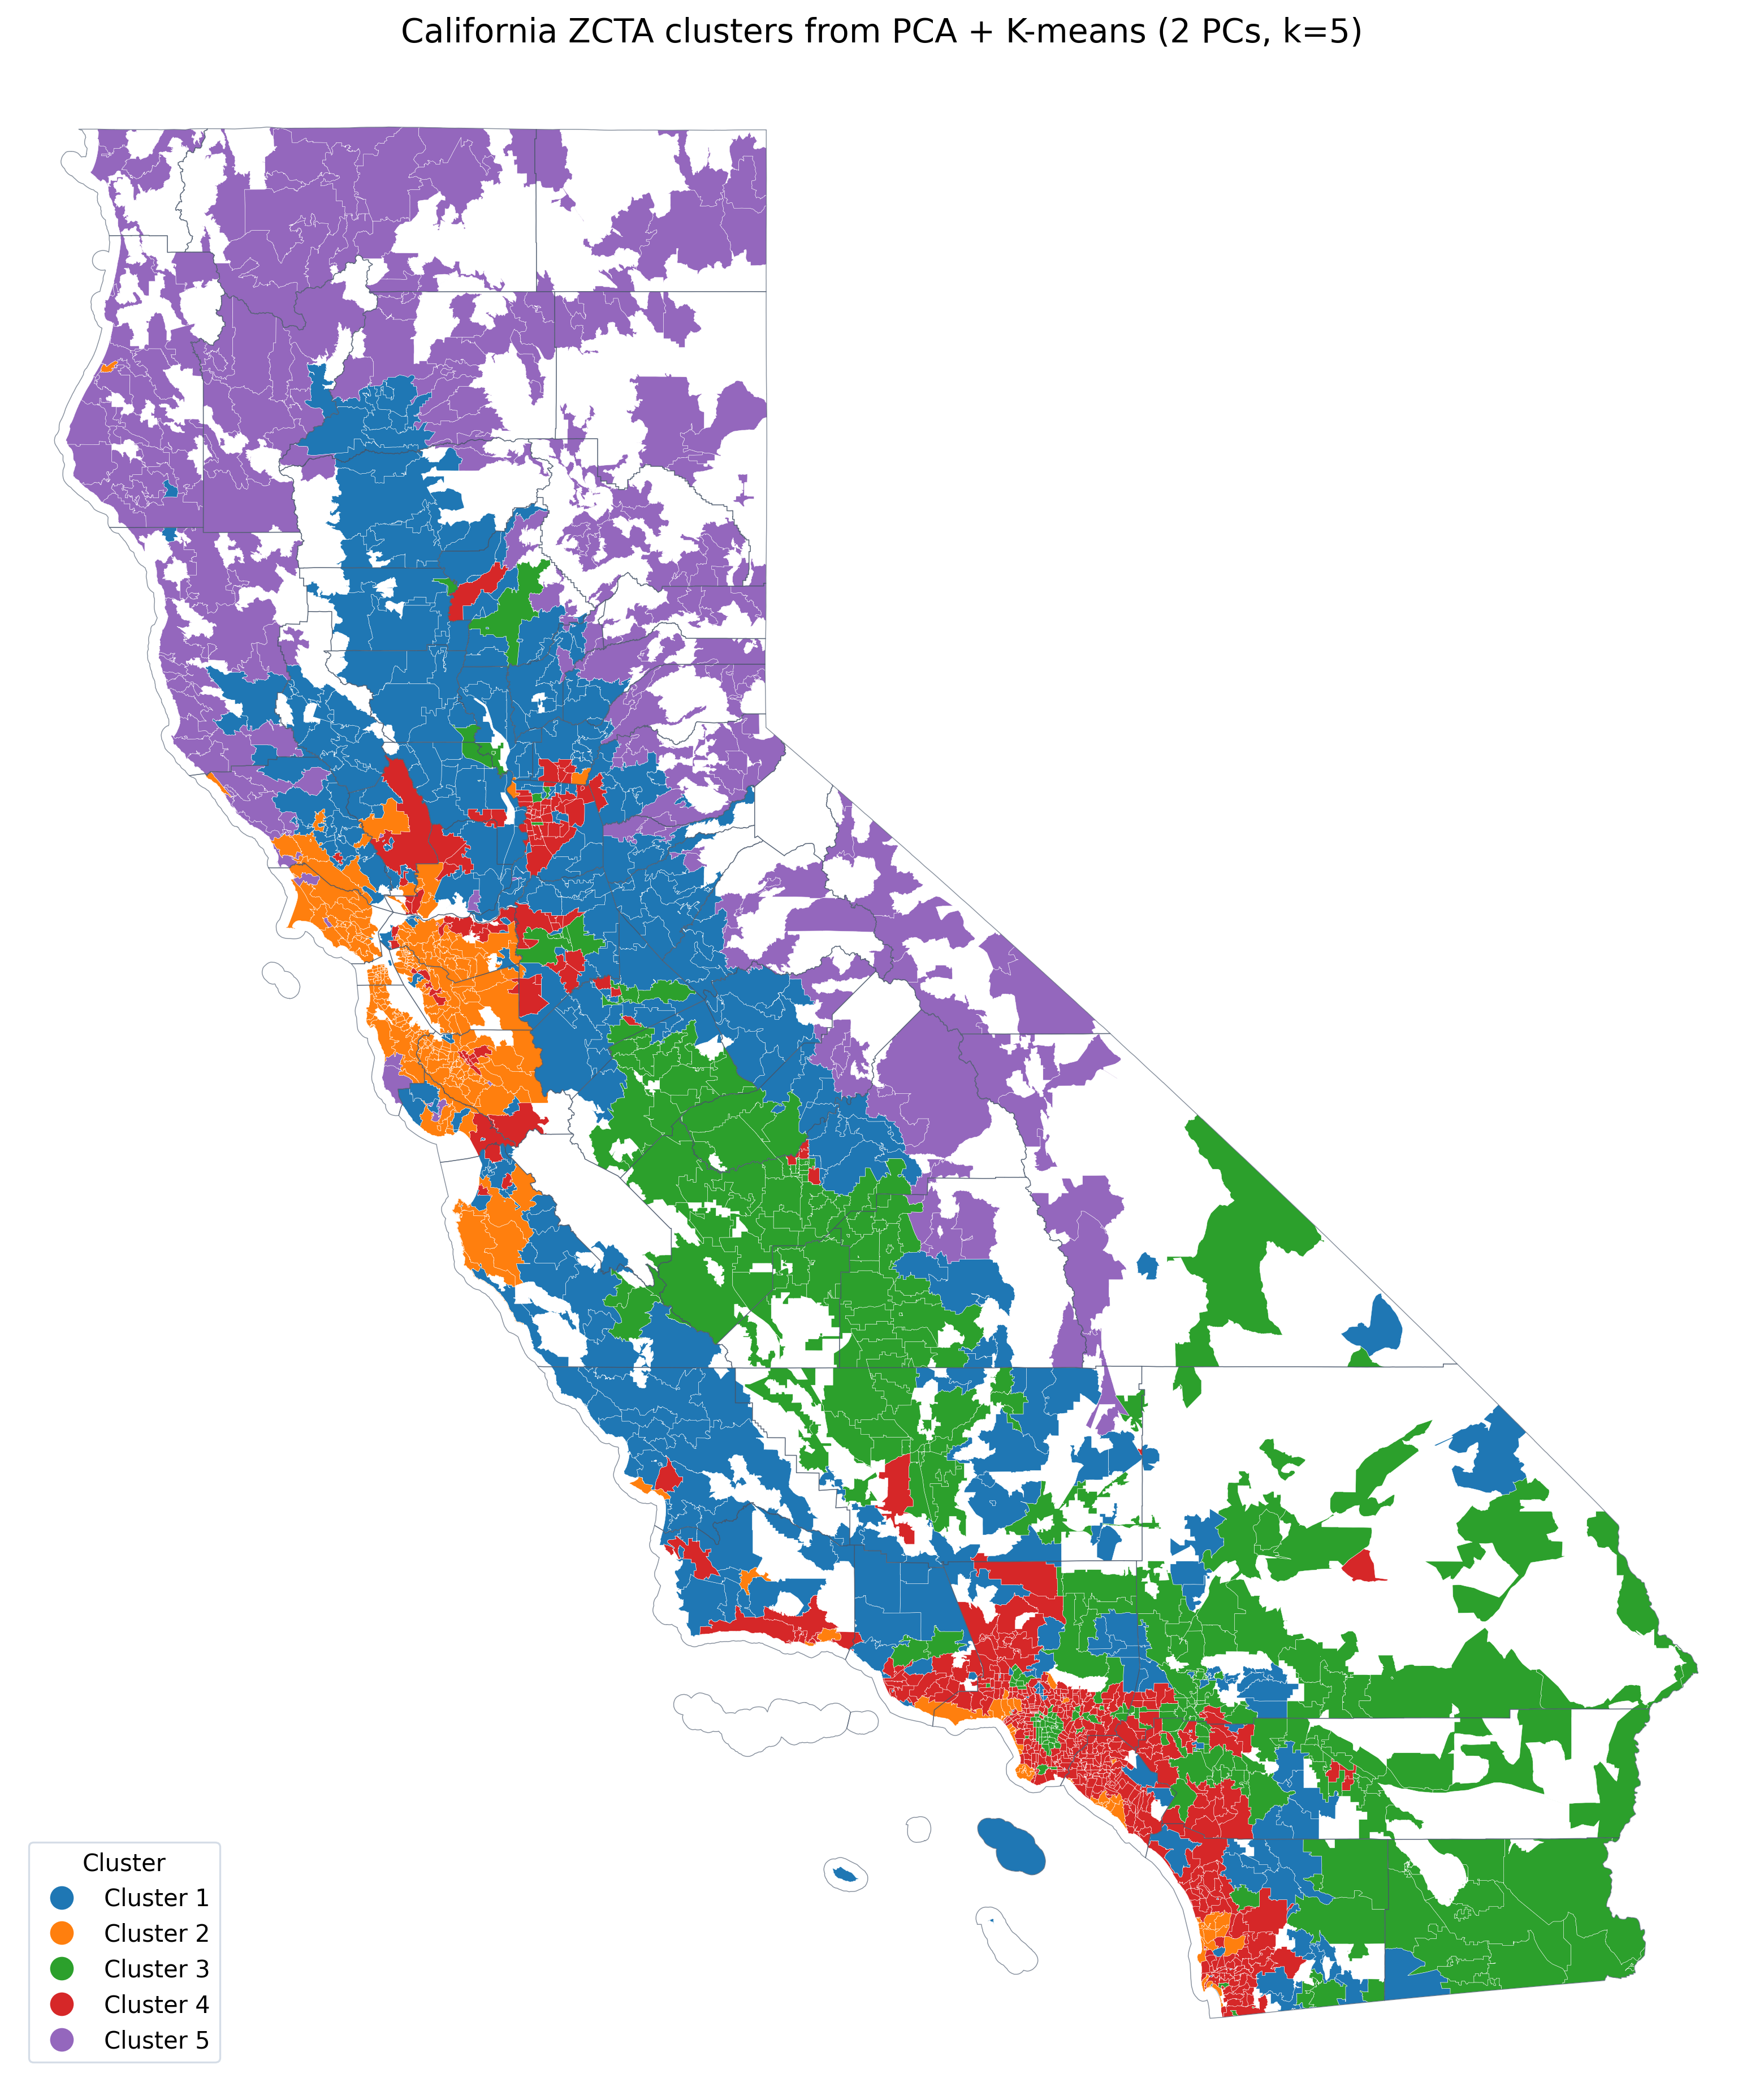 California ZCTA clusters from PCA + K-means (2 PCs, k=5)
Cluster
Cluster 1
Cluster 2
Cluster 3
Cluster 4
Cluster 5